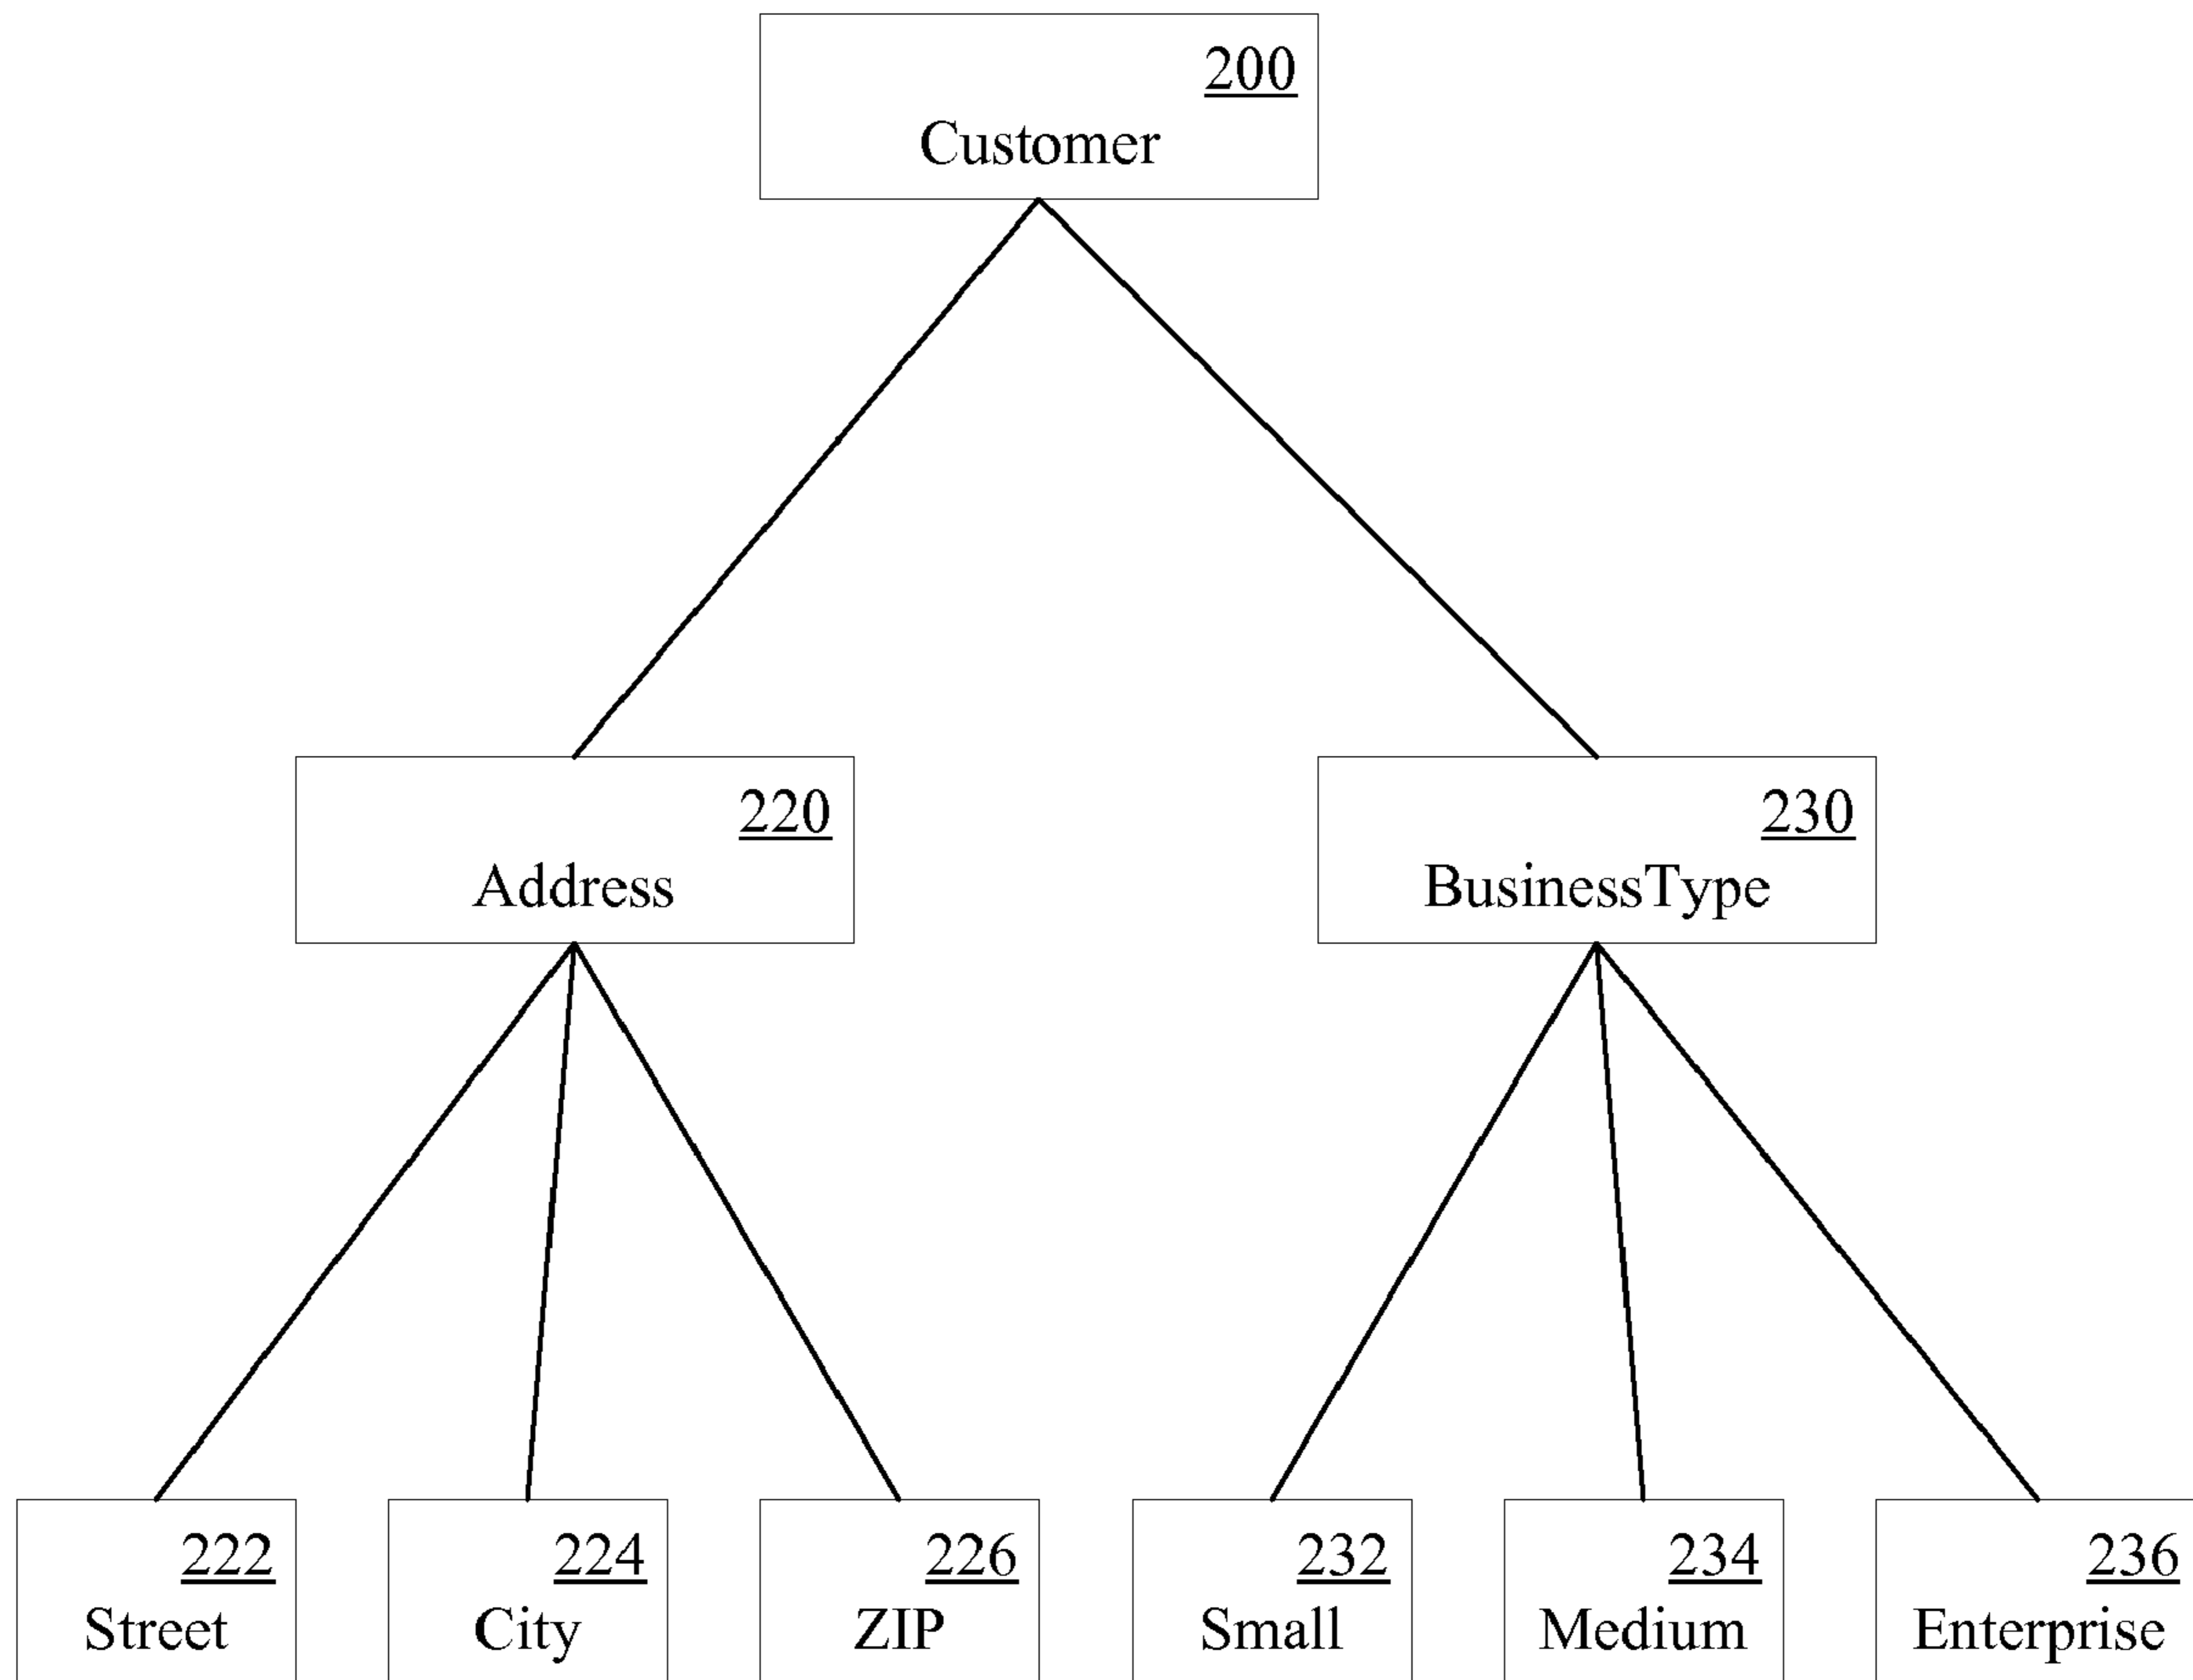 200
Customer
220
Address
230
BusinessType
222
Street
224
City
226
ZIP
232
Small
234
Medium
236
Enterprise